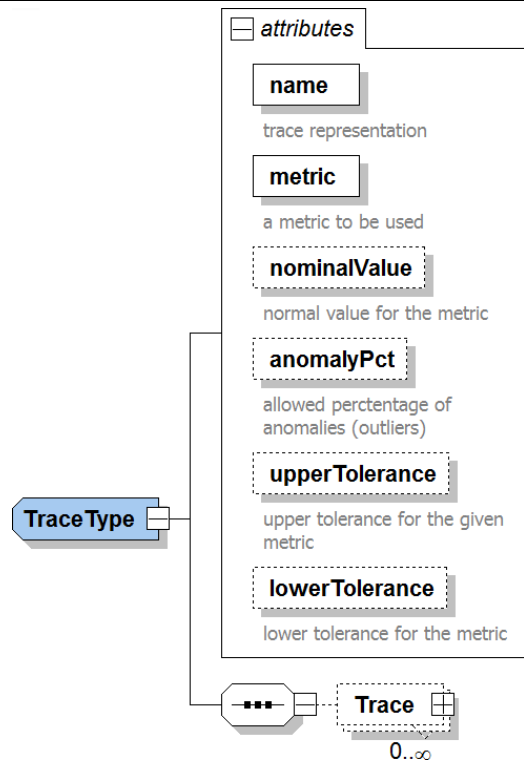 attributes
name
trace representation
metric
a metric to be used
nominalValue
normal value for the metric
anomalyPct
allowed perctentage of
anomalies (outliers)
upperTolerance
upper tolerance for the given
metric
TraceType
lowerTolerance
lower tolerance for the metric
Trace
0..∞